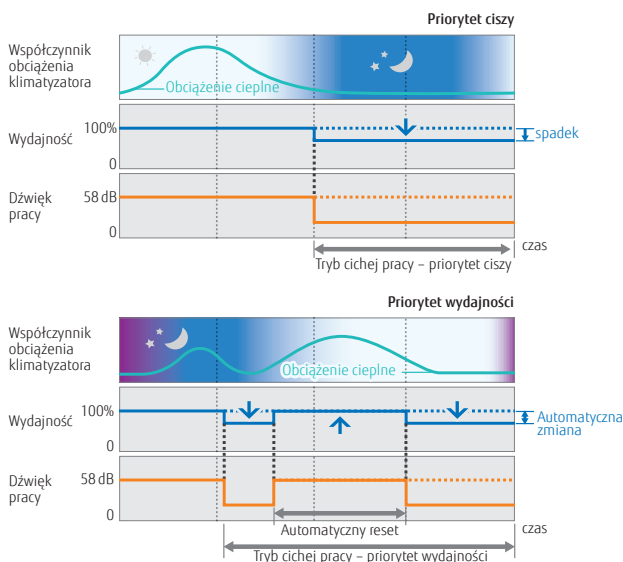 Priorytet ciszy
Współczynnik
obciążenia
klimatyzatora
Obciążenie cieplne
Wydajność
100%
0
spadek
Dźwięk
pracy
58 dB
0
czas
Tryb cichej pracy – priorytet ciszy
Priorytet wydajności
Współczynnik
obciążenia
klimatyzatora
Obciążenie cieplne
Wydajność
100%
0
Automatyczna
zmiana
Dźwięk
pracy
58 dB
0
Automatyczny reset
czas
Tryb cichej pracy – priorytet wydajności